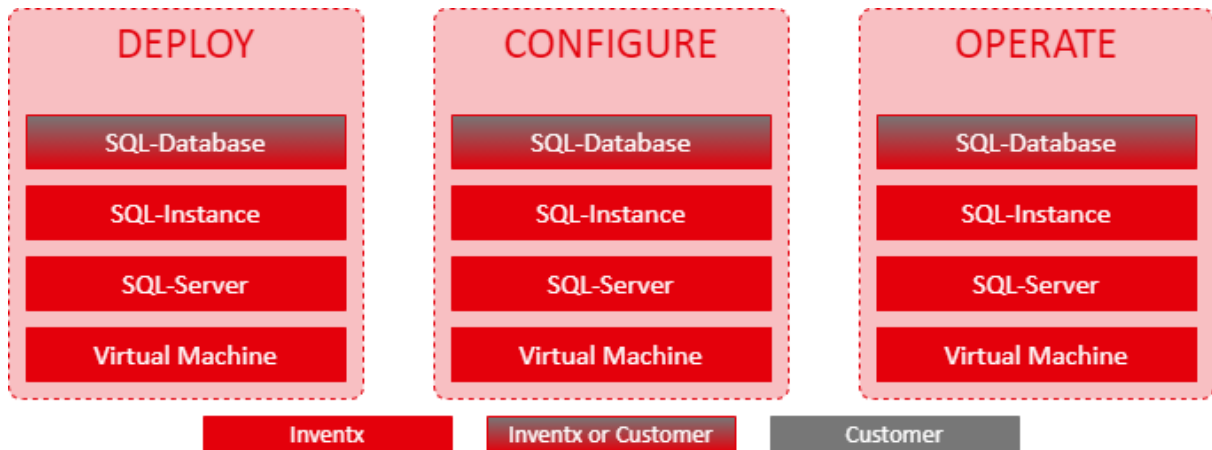 DEPLOY
SQL-Database
SQL-Instance
SQL-Server
Virtual Machine
CONFIGURE
SQL-Database
SQL-Instance
SQL-Server
Virtual Machine
OPERATE
SQL-Database
SQL-Instance
SQL-Server
Virtual Machine
Inventx
Inventx or Customer
Customer